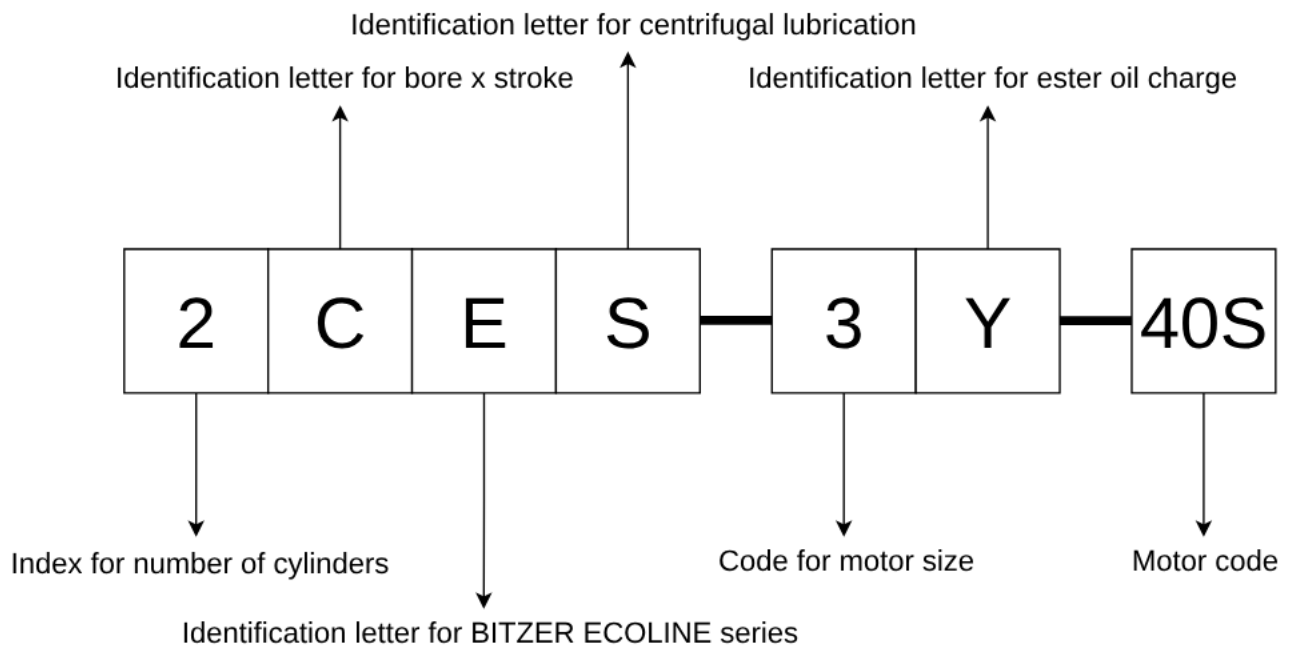 Identification letter for centrifugal lubrication
Identification letter for bore x stroke
Identification letter for ester oil charge
2 C E S 3 Y 40S
Index for number of cylinders
Code for motor size
Motor code
Identification letter for BITZER ECOLINE series